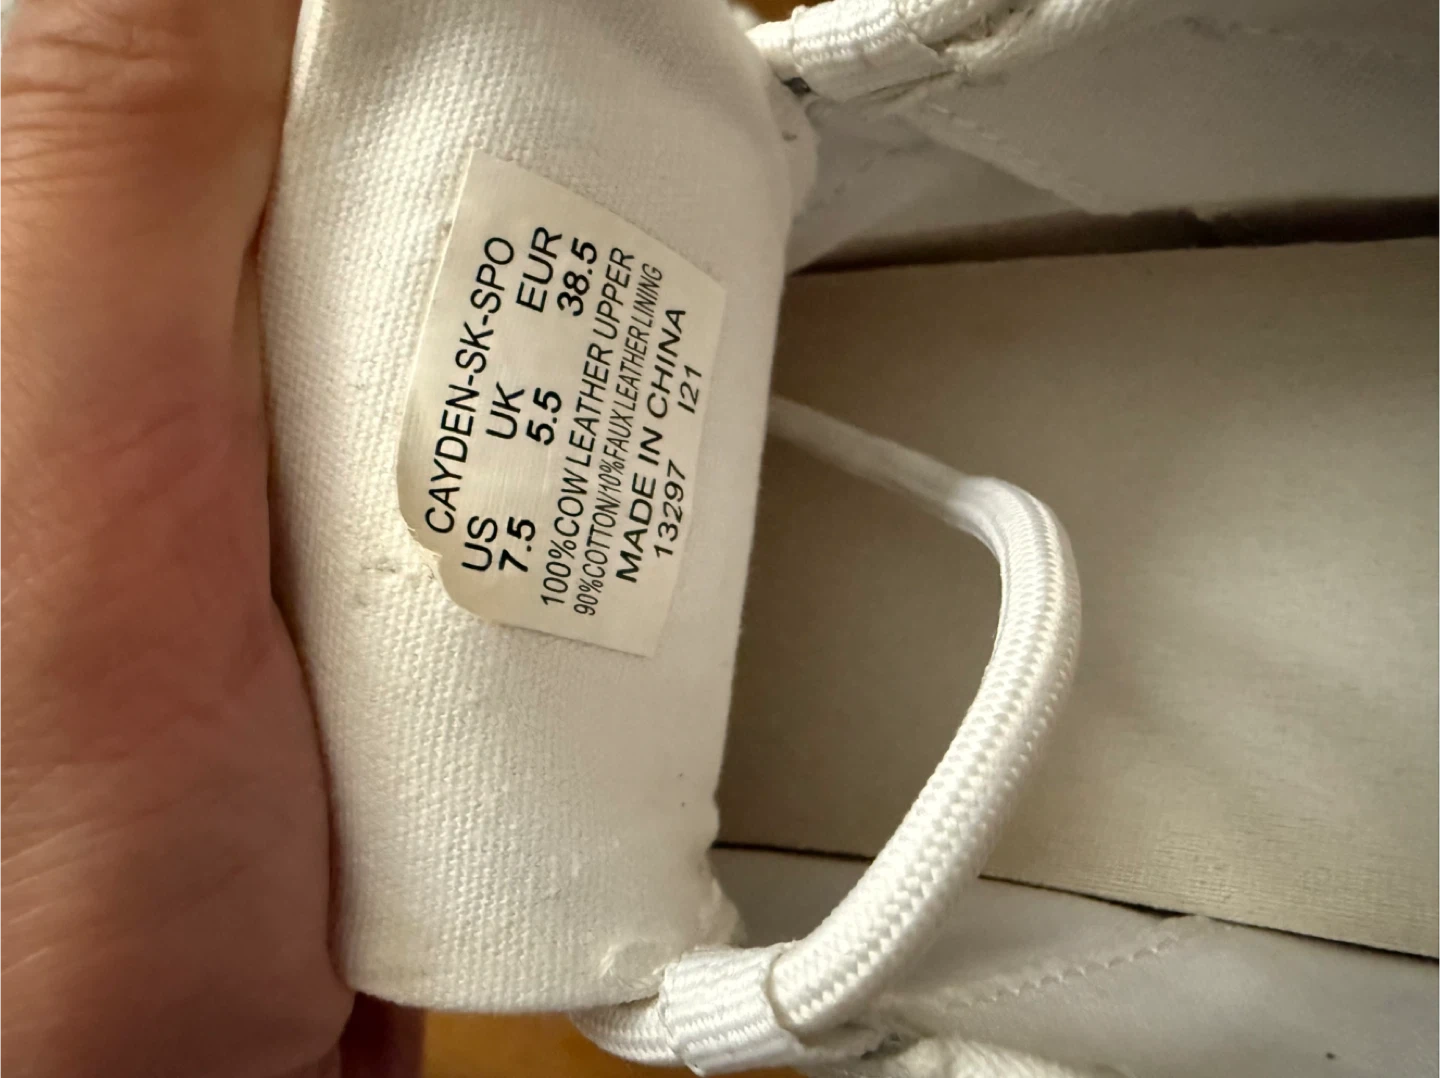 CAYDEN-SK-SPO
US UK EUR
7.5 5.5 38.5
100%COW LEATHER UPPER
90%COTTON/10%FAUX LEATHER LINING
MADE IN CHINA
13297 I21